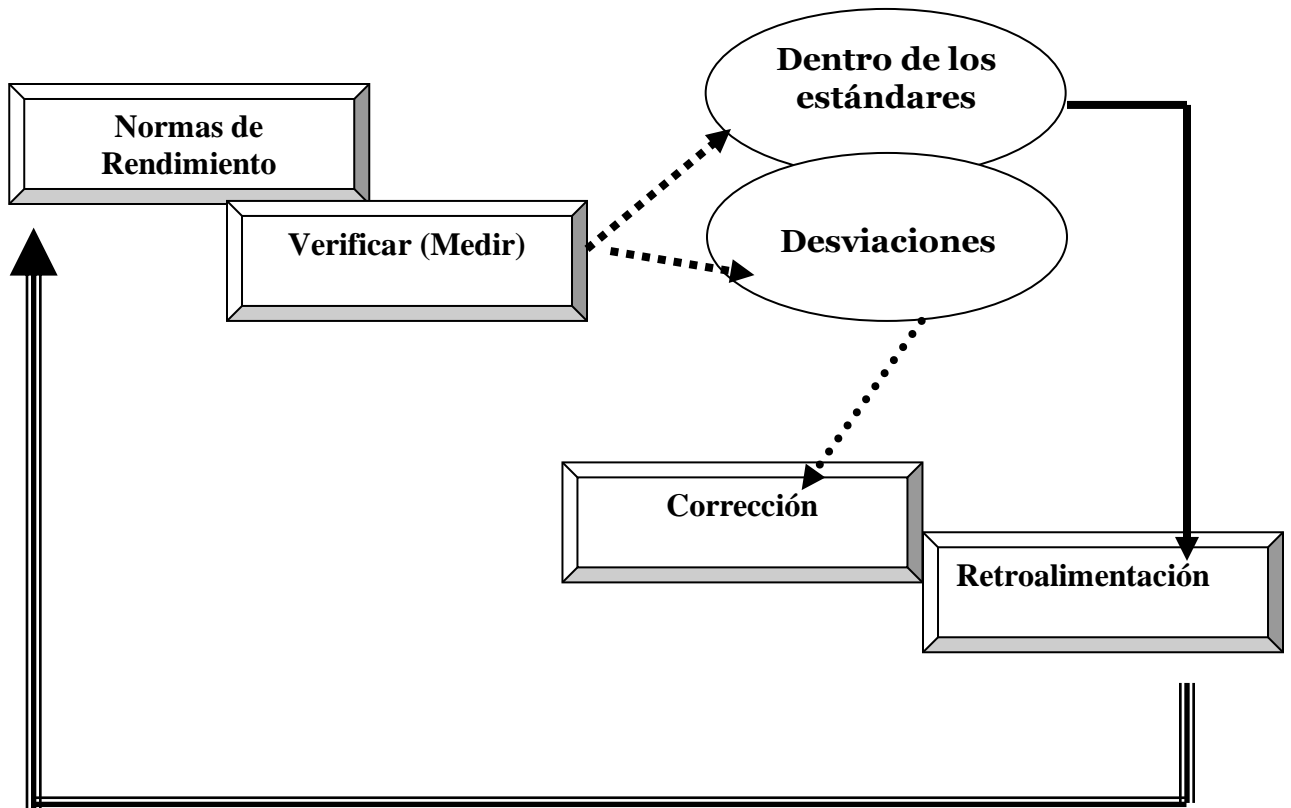 Normas de
Rendimiento
Verificar (Medir)
Dentro de los
estándares
Desviaciones
Corrección
Retroalimentación